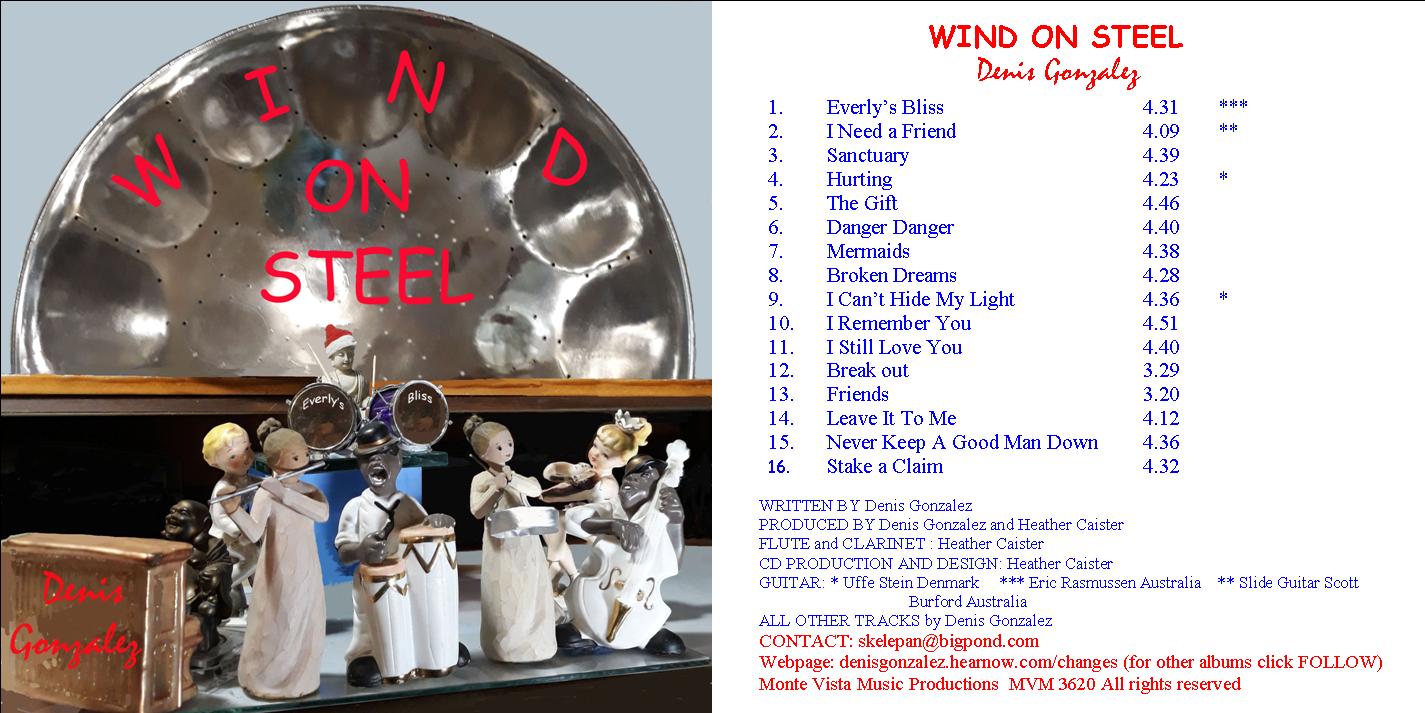 WIND
ON
STEEL
Everly's Bliss
Denis
Gonzalez
WIND ON STEEL
Denis Gonzalez
1. Everly's Bliss 4.31 ***
2. I Need a Friend 4.09 **
3. Sanctuary 4.39
4. Hurting 4.23 *
5. The Gift 4.46
6. Danger Danger 4.40
7. Mermaids 4.38
8. Broken Dreams 4.28
9. I Can't Hide My Light 4.36 *
10. I Remember You 4.51
11. I Still Love You 4.40
12. Break out 3.29
13. Friends 3.20
14. Leave It To Me 4.12
15. Never Keep A Good Man Down 4.36
16. Stake a Claim 4.32
WRITTEN BY Denis Gonzalez
PRODUCED BY Denis Gonzalez and Heather Caister
FLUTE and CLARINET : Heather Caister
CD PRODUCTION AND DESIGN: Heather Caister
GUITAR: * Uffe Stein Denmark *** Eric Rasmussen Australia ** Slide Guitar Scott
Burford Australia
ALL OTHER TRACKS by Denis Gonzalez
CONTACT: skelepan@bigpond.com
Webpage: denisgonzalez.hearnow.com/changes (for other albums click FOLLOW)
Monte Vista Music Productions MVM 3620 All rights reserved